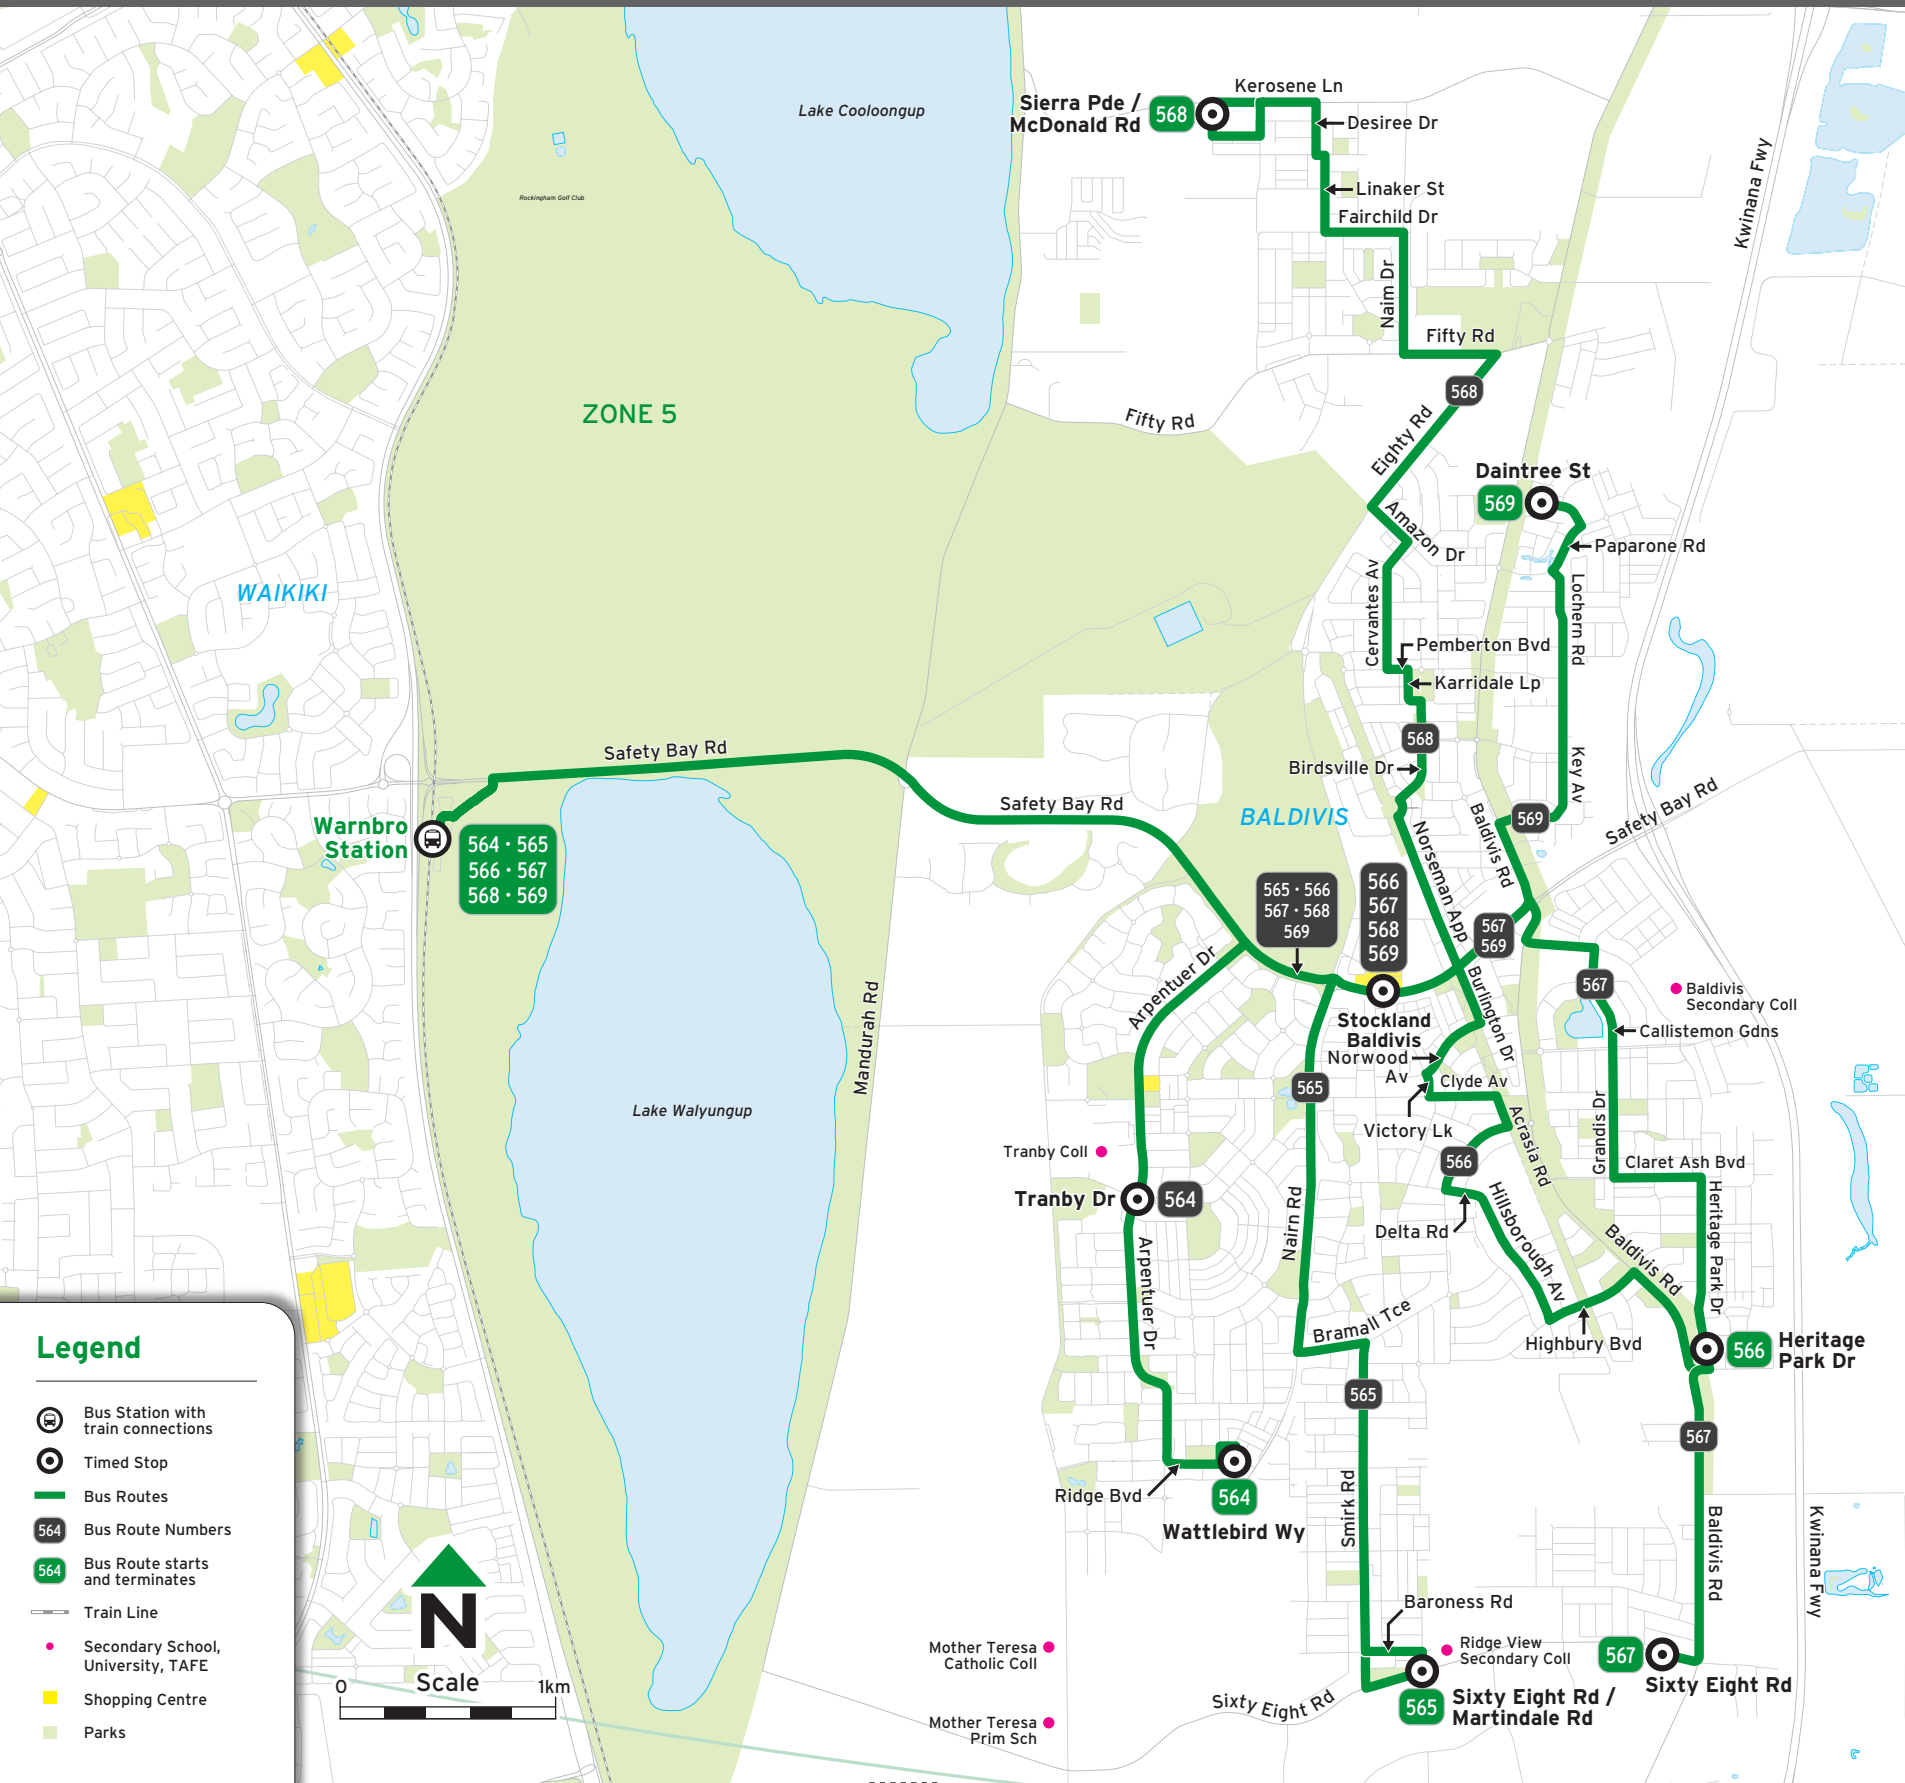 Kerosene Ln
Sierra Pde /
McDonald Rd
568
Desiree Dr
Lake Cooloongup
Linaker St
Rockingham Golf Club
Fairchild Dr
Kwinana Fwy
Naim Dr
Fifty Rd
568
ZONE 5
Fifty Rd
Eighty Rd
Daintree St
569
Amazon Dr
Paparone Rd
WAIKIKI
Cervantes Av
Lochern Rd
Pemberton Bvd
Karridale Lp
568
Safety Bay Rd
Birdsville Dr
Key Av
Safety Bay Rd
Safety Bay Rd
BALDIVIS
Baldivis Rd
569
Warnbro
Station
564 · 565
566 · 567
568 · 569
Norseman App
565 · 566
567 · 568
569
566
567
568
569
567
569
Arpentuer Dr
Mandurah Rd
Burlington Dr
567
Baldivis
Secondary Coll
Stockland
Baldivis
Callistemon Gdns
Norwood
Av
565
Clyde Av
Lake Walyungup
Victory Lk
Acrasia Rd
Grandis Dr
Tranby Coll
566
Claret Ash Bvd
Tranby Dr
564
Nairn Rd
Delta Rd
Hillsborough Av
Baldivis Rd
Heritage Park Dr
Arpentuer Dr
Bramall Tce
Highbury Bvd
566
Heritage
Park Dr
565
567
Ridge Bvd
564
Wattlebird Wy
Smirk Rd
Baldivis Rd
Kwinana Fwy
Baroness Rd
Mother Teresa
Catholic Coll
Ridge View
Secondary Coll
567
Sixty Eight Rd
Sixty Eight Rd
565
Sixty Eight Rd /
Martindale Rd
Mother Teresa
Prim Sch
Legend
Bus Station with
train connections
Timed Stop
Bus Routes
564
Bus Route Numbers
564
Bus Route starts
and terminates
Train Line
Secondary School,
University, TAFE
Shopping Centre
Parks
N
Scale
0
1km